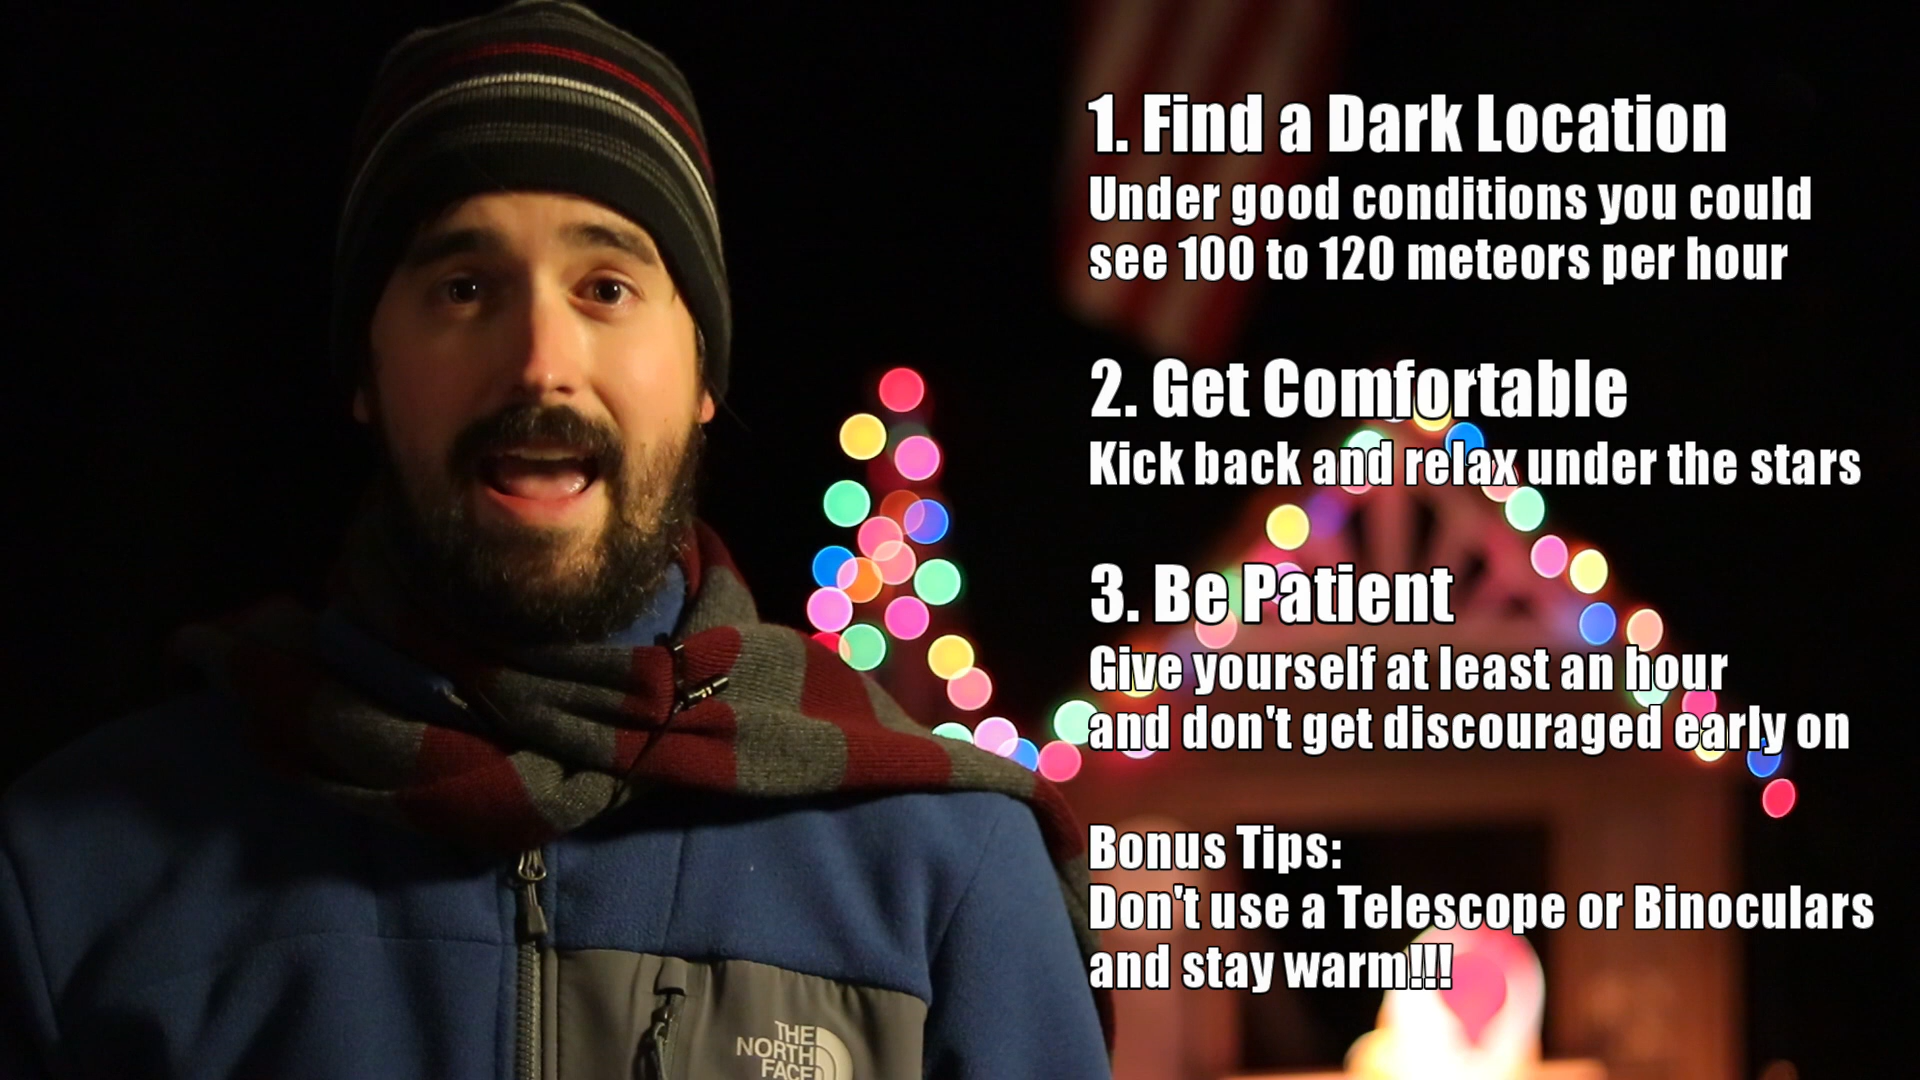 1. Find a Dark Location
Under good conditions you could
see 100 to 120 meteors per hour
2. Get Comfortable
Kick back and relax under the stars
3. Be Patient
Give yourself at least an hour
and don't get discouraged early on
Bonus Tips:
Don't use a Telescope or Binoculars
and stay warm!!!
THE
NORTH
FACE